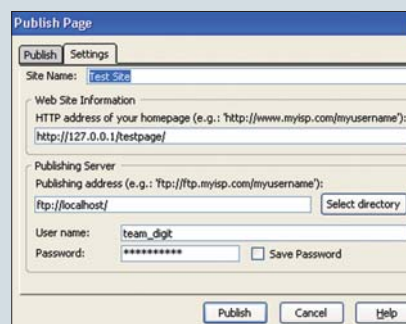 Publish Page
Publish Settings
Site Name: Test Site
Web Site Information
HTTP address of your homepage (e.g.: 'http://www.myisp.com/myusername'):
http://127.0.0.1/testpage/
Publishing Server
Publishing address (e.g.: 'ftp://ftp.myisp.com/myusername'):
ftp://localhost/ Select directory
User name: team_digit
Password: ********** Save Password
Publish Cancel Help